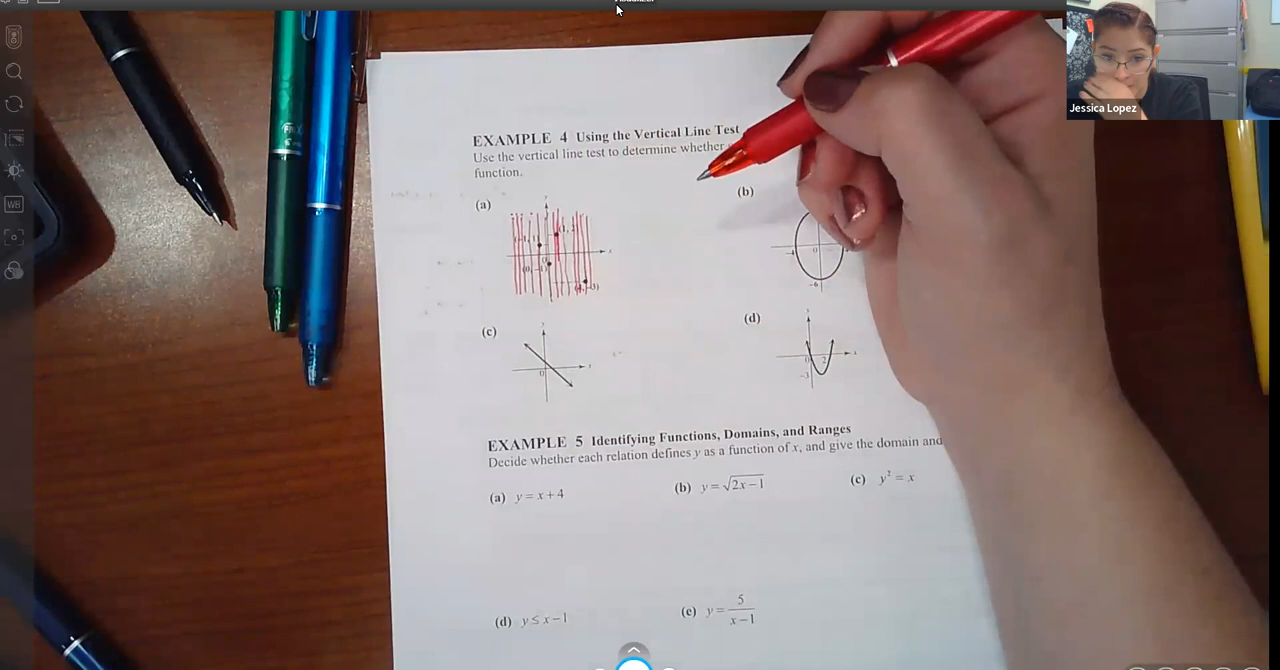 Jessica Lopez
WB
EXAMPLE 4 Using the Vertical Line Test
Use the vertical line test to determine whether
function.
(a)
(b)
(c)
(d)
EXAMPLE 5 Identifying Functions, Domains, and Ranges
Decide whether each relation defines y as a function of x, and give the domain and
(a) y = x + 4
(b) y = √2x − 1
(c) y² = x
(d) y ≤ x − 1
(e) y = 5
x − 1